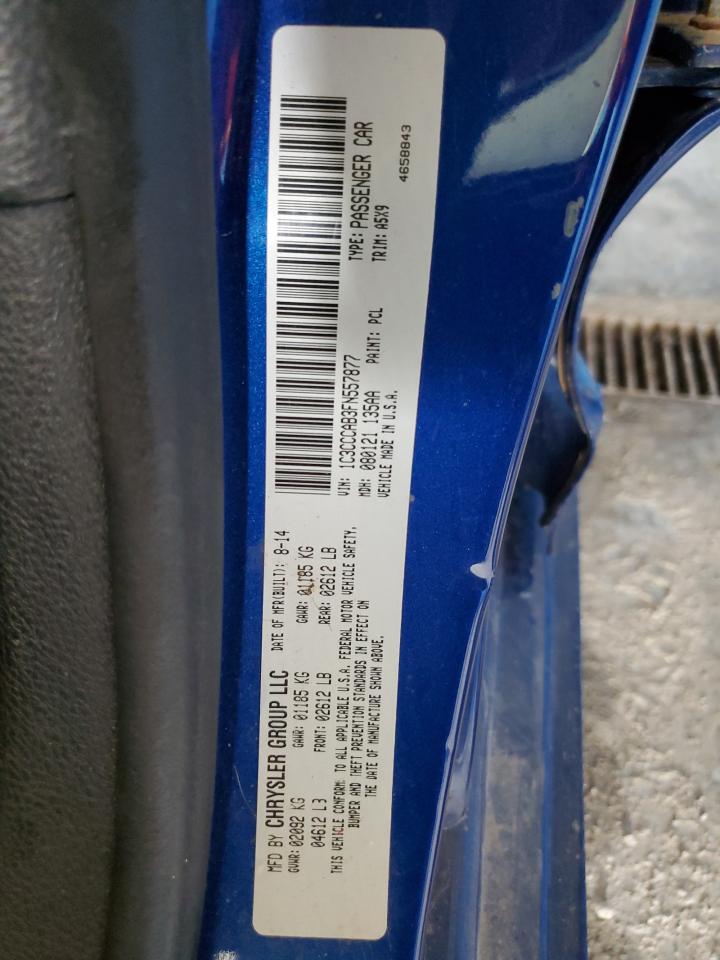 MFD BY CHRYSLER GROUP LLC DATE OF MFR(BUILT): 8-14
GVWR: 02092 KG GAWR: 01185 KG GAWR: 01185 KG
04612 L3 FRONT: 02612 LB REAR: 02612 LB
THIS VEHICLE CONFORM: TO ALL APPLICABLE U.S.A. FEDERAL MOTOR VEHICLE SAFETY,
BUMPER AND THEFT PREVENTION STANDARDS IN EFFECT ON
THE DATE OF MANUFACTURE SHOWN ABOVE.
VIN: 1C3CCCAB3FN557877 TYPE: PASSENGER CAR
MDH: 080121 135AA PAINT: PCL TRIM: A5X9
VEHICLE MADE IN U.S.A.
4658843